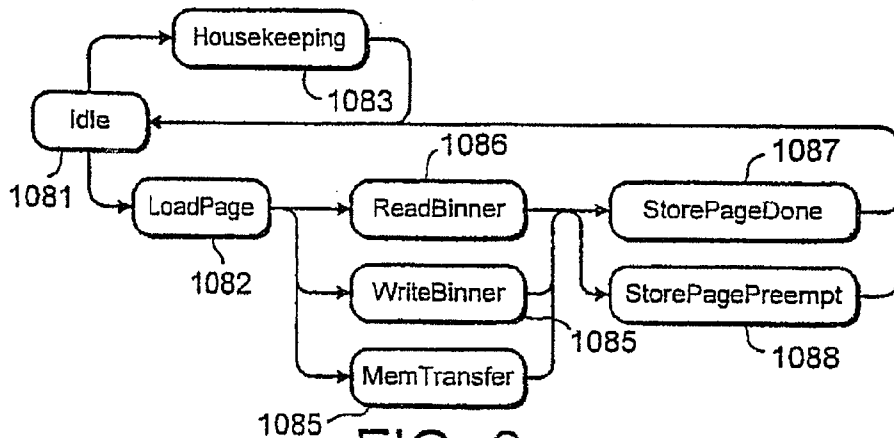 Housekeeping
1083
Idle
1081
1086
1087
LoadPage
ReadBinner
StorePageDone
1082
WriteBinner
StorePagePreempt
1085
1088
MemTransfer
1085